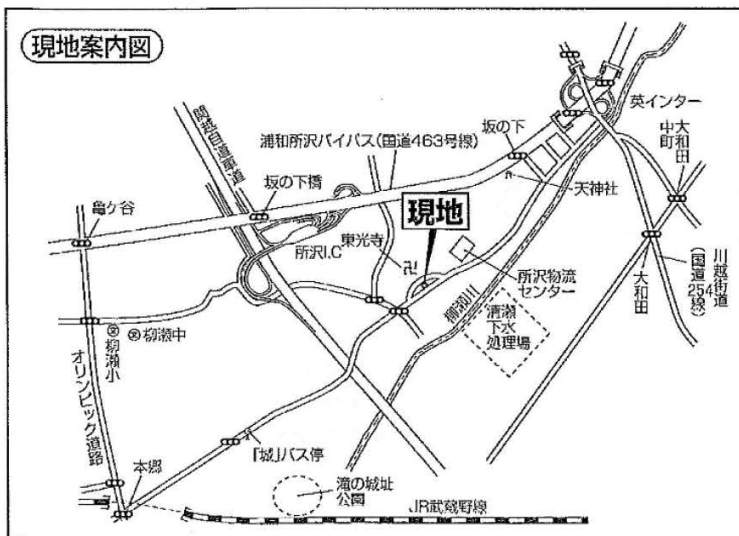 現地案内図
関越自動車道
浦和所沢バイパス(国道463号線)
坂の下
英インター
大和田
中町
坂の下橋
天神社
亀ケ谷
現地
東光寺
卍
所沢I.C
所沢物流
センター
川越街道
(国道254線)
大和田
柳瀬川
清瀬
下水
処理場
文 柳瀬中
文
柳瀬小
オリンピック道路
「城」バス停
本郷
滝の城址
公園
JR武蔵野線